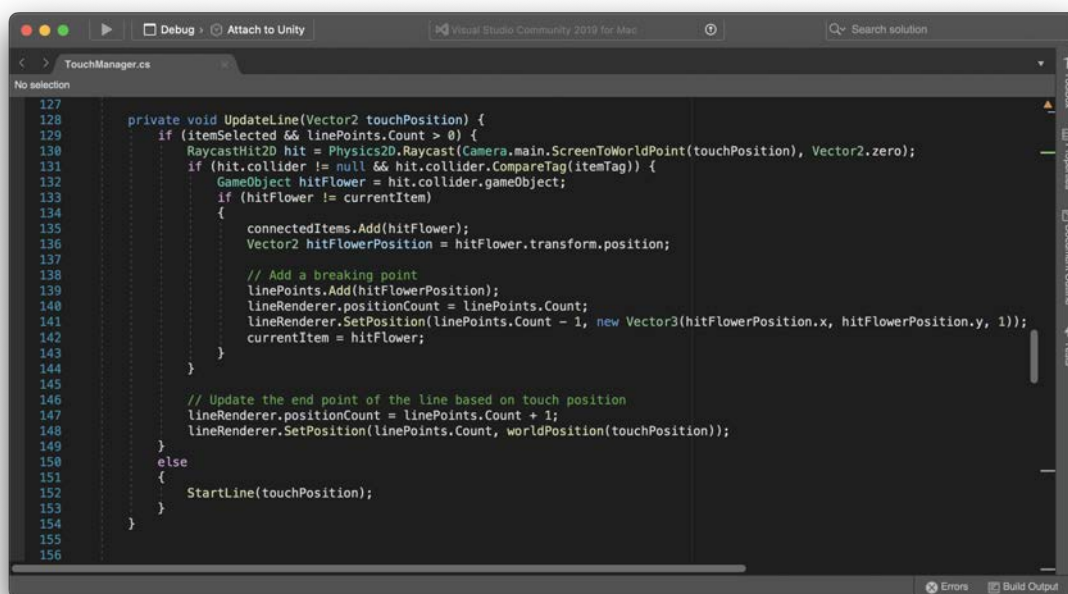 Debug › Attach to Unity
Visual Studio Community 2019 for Mac
Search solution
TouchManager.cs
No selection
127
128 private void UpdateLine(Vector2 touchPosition) {
129 if (itemSelected && linePoints.Count > 0) {
130 RaycastHit2D hit = Physics2D.Raycast(Camera.main.ScreenToWorldPoint(touchPosition), Vector2.zero);
131 if (hit.collider != null && hit.collider.CompareTag(itemTag)) {
132 GameObject hitFlower = hit.collider.gameObject;
133 if (hitFlower != currentItem)
134 {
135 connectedItems.Add(hitFlower);
136 Vector2 hitFlowerPosition = hitFlower.transform.position;
137
138 // Add a breaking point
139 linePoints.Add(hitFlowerPosition);
140 lineRenderer.positionCount = linePoints.Count;
141 lineRenderer.SetPosition(linePoints.Count - 1, new Vector3(hitFlowerPosition.x, hitFlowerPosition.y, 1));
142 currentItem = hitFlower;
143 }
144 }
145
146 // Update the end point of the line based on touch position
147 lineRenderer.positionCount = linePoints.Count + 1;
148 lineRenderer.SetPosition(linePoints.Count, worldPosition(touchPosition));
149 }
150 else
151 {
152 StartLine(touchPosition);
153 }
154 }
155
156
Errors
Build Output